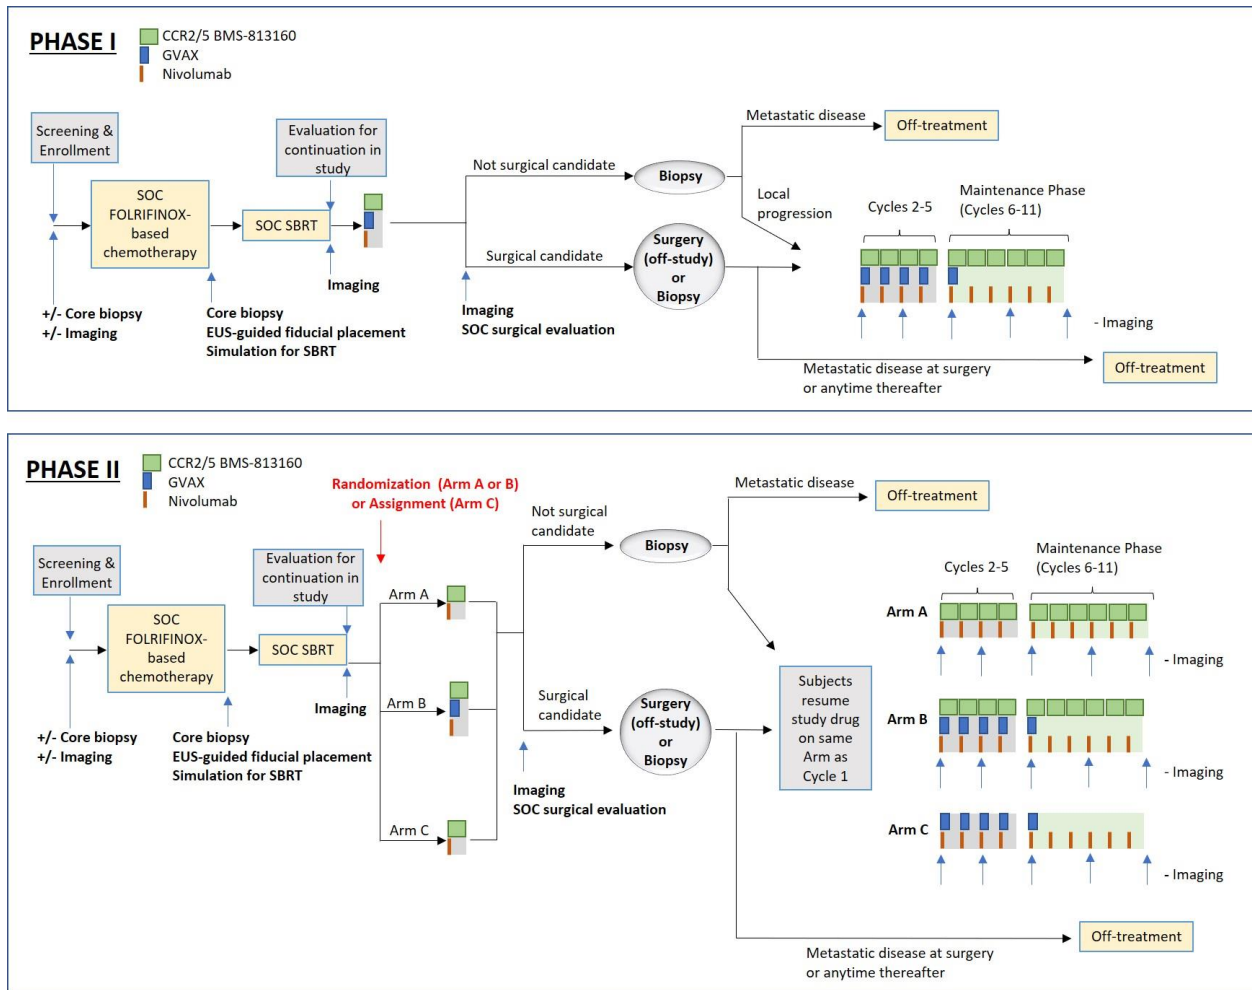 PHASE I
CCR2/5 BMS-813160
GVAX
Nivolumab
Screening &
Enrollment
SOC
FOLRIFINOX-
based
chemotherapy
+/- Core biopsy
+/- Imaging
Core biopsy
EUS-guided fiducial placement
Simulation for SBRT
SOC SBRT
Evaluation for
continuation in
study
Imaging
Not surgical candidate
Surgical candidate
Imaging
SOC surgical evaluation
Biopsy
Surgery
(off-study)
or
Biopsy
Metastatic disease
Off-treatment
Local
progression
Cycles 2-5
Maintenance Phase
(Cycles 6-11)
- Imaging
Metastatic disease at surgery
or anytime thereafter
Off-treatment
PHASE II
CCR2/5 BMS-813160
GVAX
Nivolumab
Randomization (Arm A or B)
or Assignment (Arm C)
Screening &
Enrollment
SOC
FOLRIFINOX-
based
chemotherapy
+/- Core biopsy
+/- Imaging
Core biopsy
EUS-guided fiducial placement
Simulation for SBRT
SOC SBRT
Evaluation for
continuation in
study
Imaging
Arm A
Arm B
Arm C
Not surgical
candidate
Surgical
candidate
Imaging
SOC surgical evaluation
Biopsy
Surgery
(off-study)
or
Biopsy
Metastatic disease
Off-treatment
Subjects
resume
study drug
on same
Arm as
Cycle 1
Cycles 2-5
Maintenance Phase
(Cycles 6-11)
Arm A
- Imaging
Arm B
- Imaging
Arm C
- Imaging
Metastatic disease at surgery
or anytime thereafter
Off-treatment